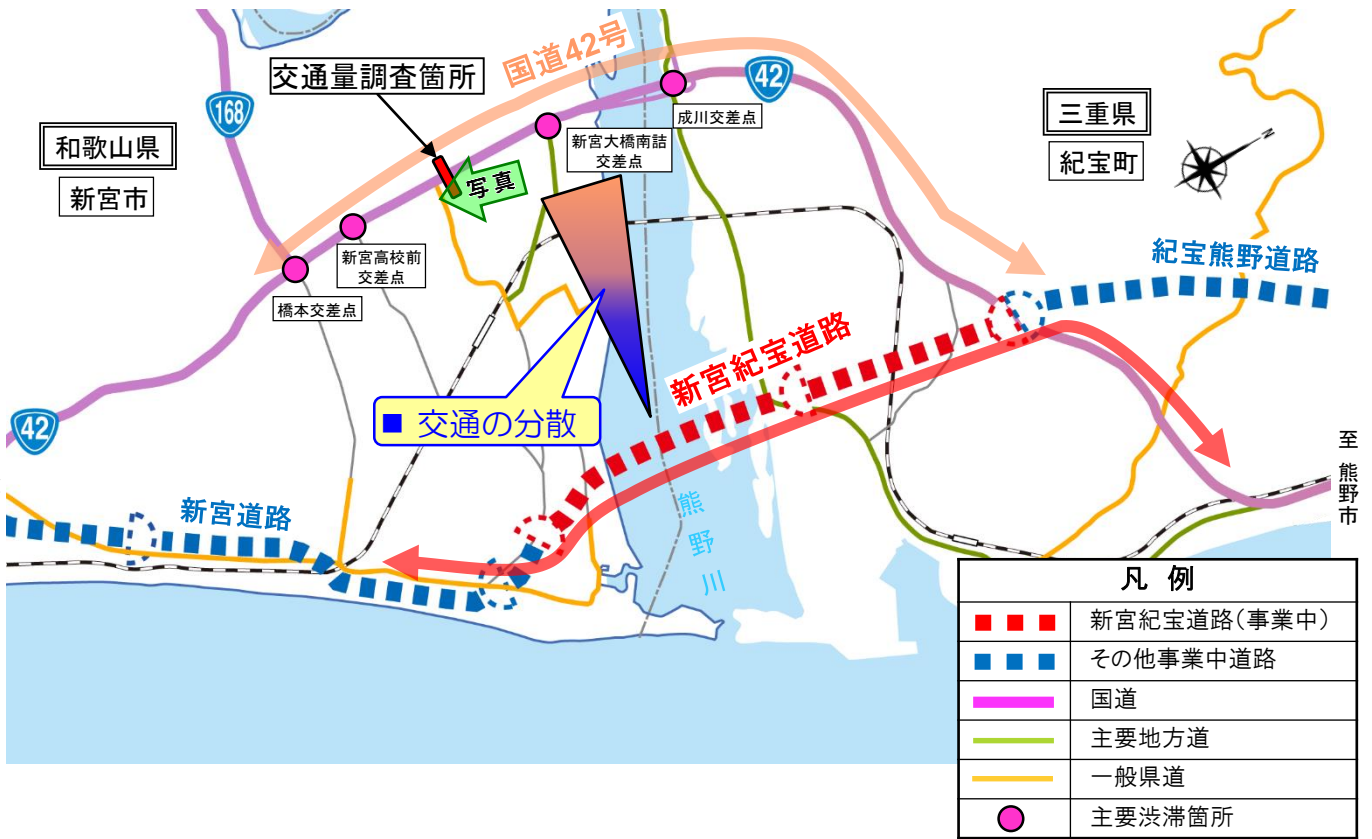 国道42号
交通量調査箇所
42
168
和歌山県
新宮市
成川交差点
新宮大橋南詰
交差点
三重県
紀宝町
N
写真
新宮高校前
交差点
橋本交差点
紀宝熊野道路
新宮紀宝道路
■ 交通の分散
42
新宮道路
熊野川
至 熊野市
凡 例
新宮紀宝道路(事業中)
その他事業中道路
国道
主要地方道
一般県道
主要渋滞箇所